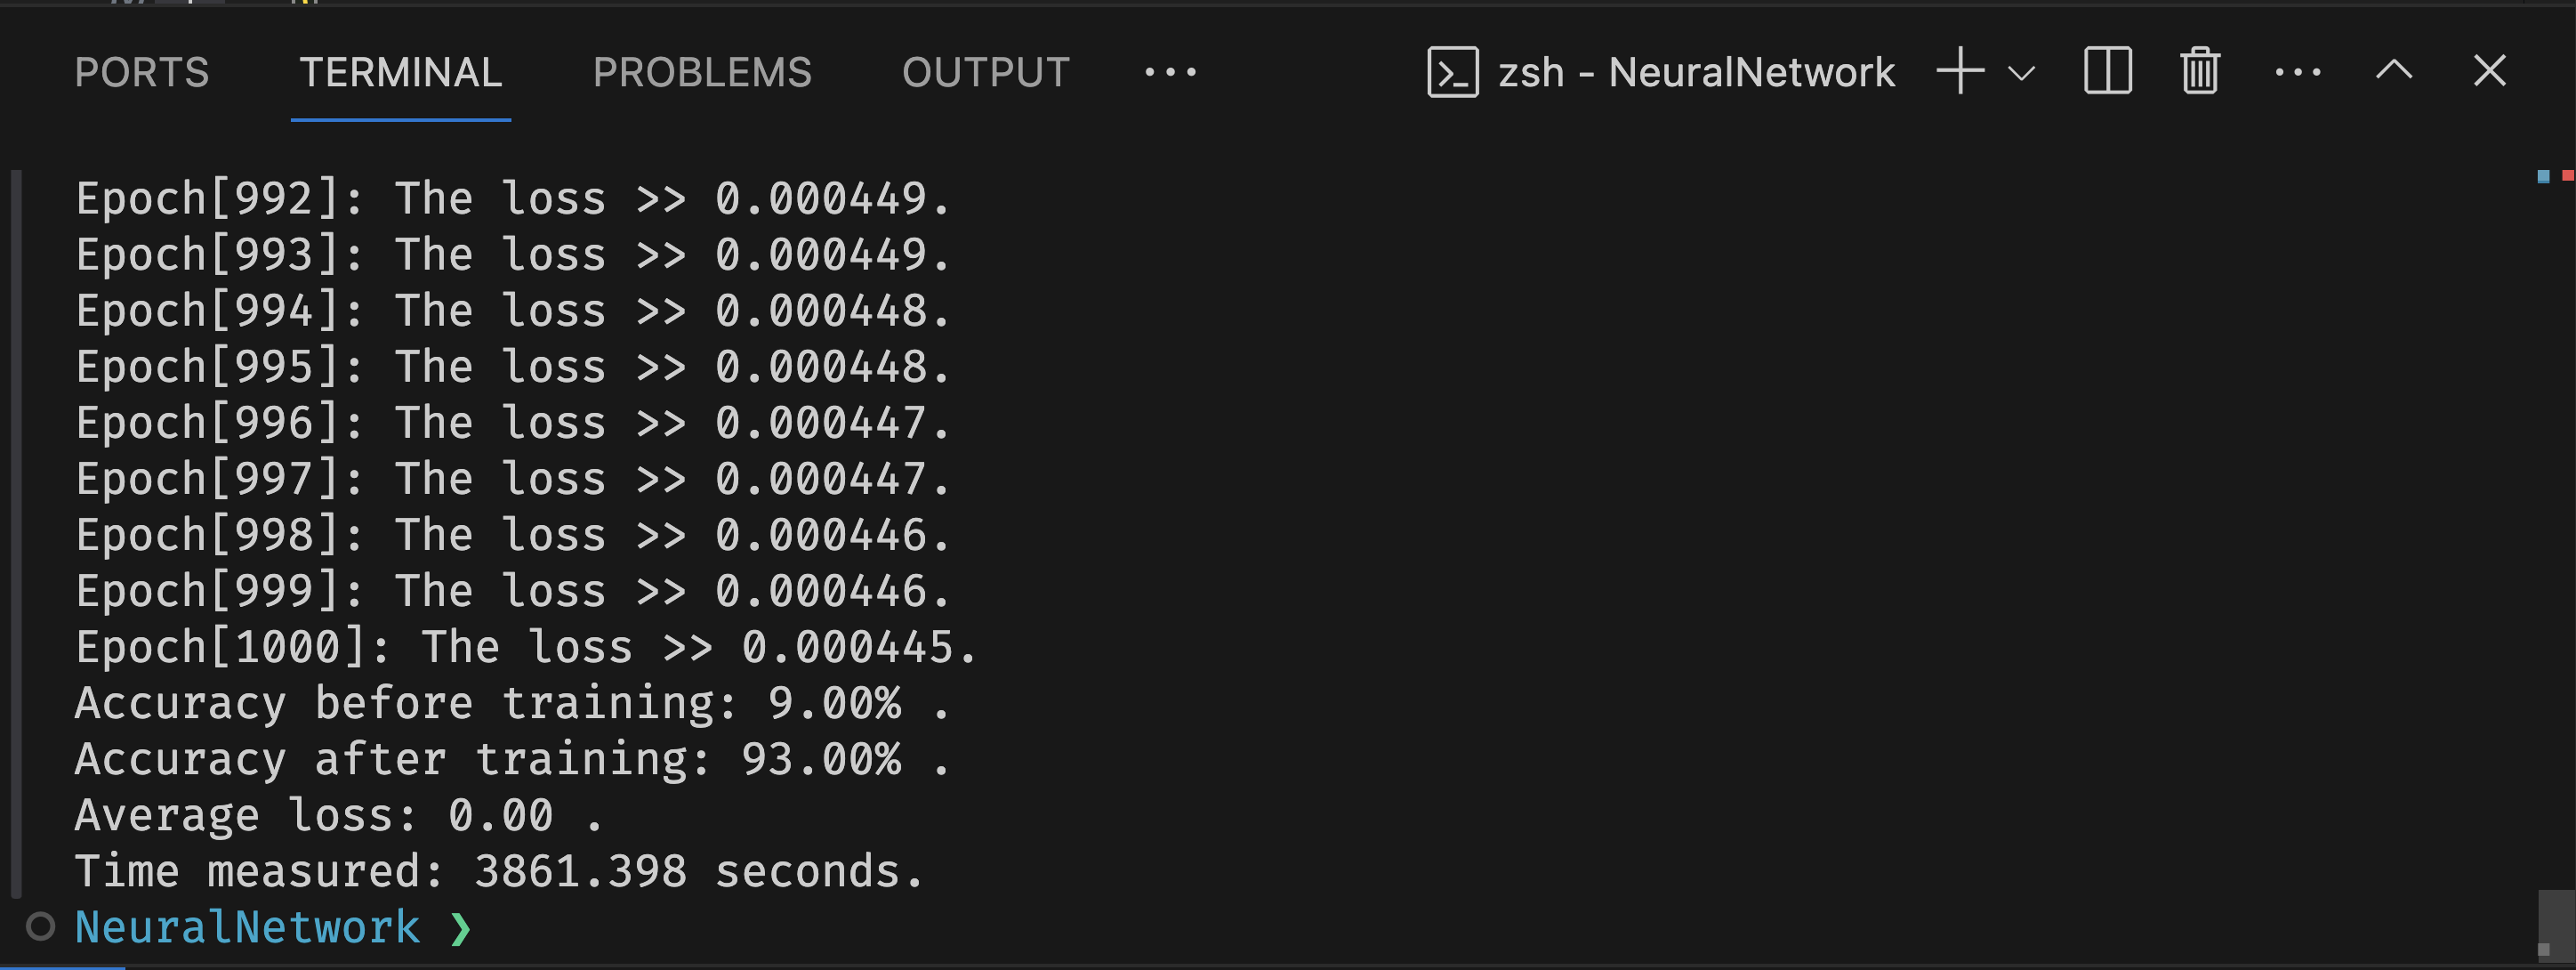 PORTS TERMINAL PROBLEMS OUTPUT ··· zsh - NeuralNetwork
Epoch[992]: The loss >> 0.000449.
Epoch[993]: The loss >> 0.000449.
Epoch[994]: The loss >> 0.000448.
Epoch[995]: The loss >> 0.000448.
Epoch[996]: The loss >> 0.000447.
Epoch[997]: The loss >> 0.000447.
Epoch[998]: The loss >> 0.000446.
Epoch[999]: The loss >> 0.000446.
Epoch[1000]: The loss >> 0.000445.
Accuracy before training: 9.00% .
Accuracy after training: 93.00% .
Average loss: 0.00 .
Time measured: 3861.398 seconds.
NeuralNetwork ❯